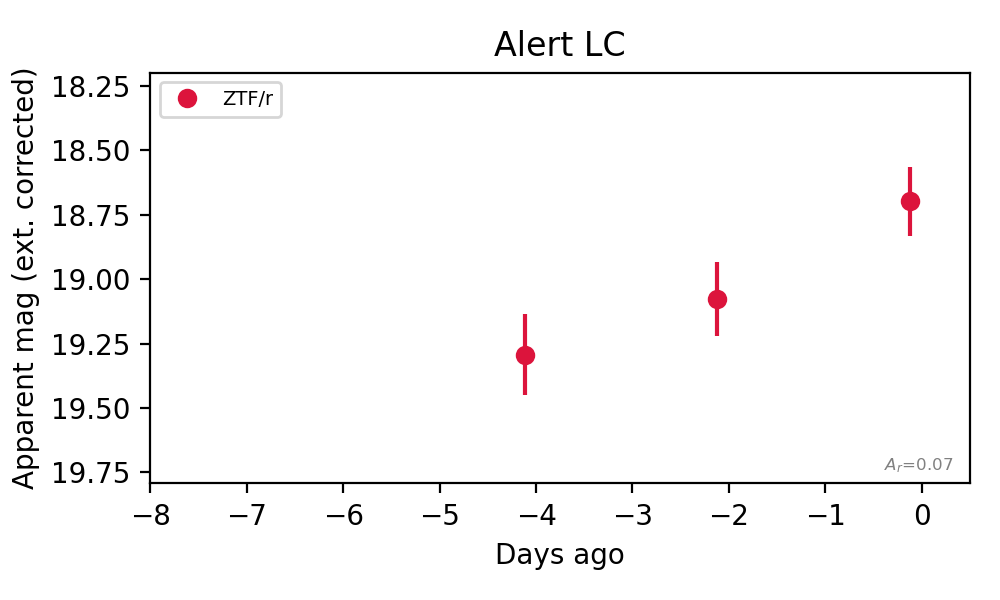 Alert LC
Apparent mag (ext. corrected)
18.25
18.50
18.75
19.00
19.25
19.50
19.75
ZTF/r
A_r=0.07
−8 −7 −6 −5 −4 −3 −2 −1 0
Days ago